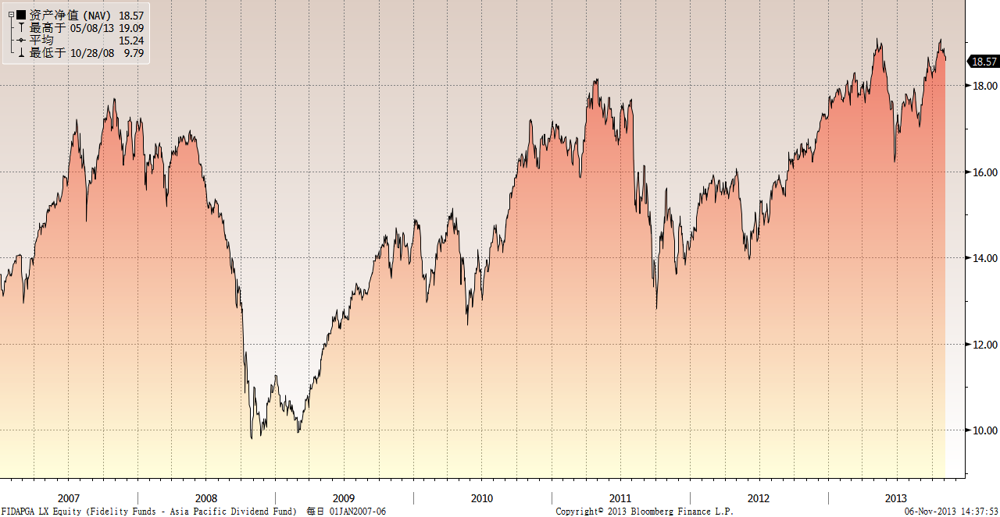 资产净值 (NAV) 18.57
最高于 05/08/13 19.09
平均 15.24
最低于 10/28/08 9.79
18.57
18.00
16.00
14.00
12.00
10.00
2007 2008 2009 2010 2011 2012 2013
FIDAPGA LX Equity (Fidelity Funds - Asia Pacific Dividend Fund) 每日 01JAN2007-06 Copyright© 2013 Bloomberg Finance L.P. 06-Nov-2013 14:37:53